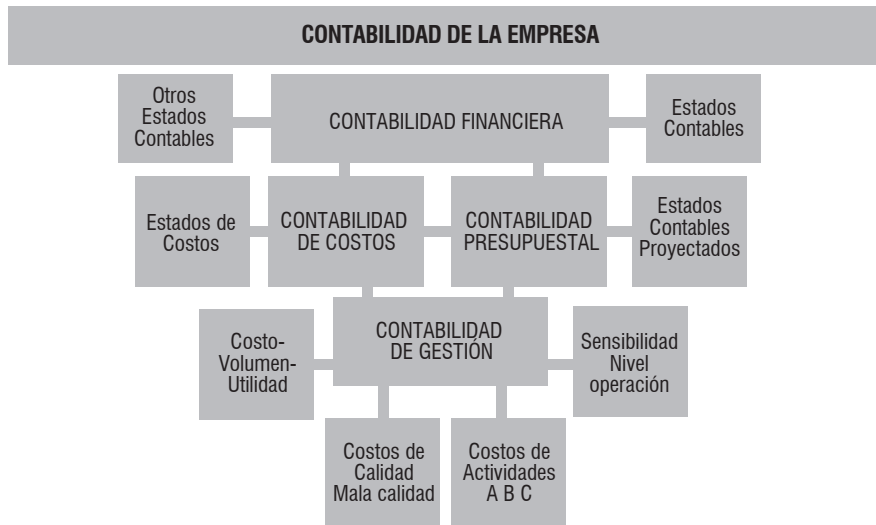 CONTABILIDAD DE LA EMPRESA
Otros
Estados
Contables
CONTABILIDAD FINANCIERA
Estados
Contables
Estados de
Costos
CONTABILIDAD
DE COSTOS
CONTABILIDAD
PRESUPUESTAL
Estados
Contables
Proyectados
Costo-
Volumen-
Utilidad
CONTABILIDAD
DE GESTIÓN
Sensibilidad
Nivel
operación
Costos de
Calidad
Mala calidad
Costos de
Actividades
A B C